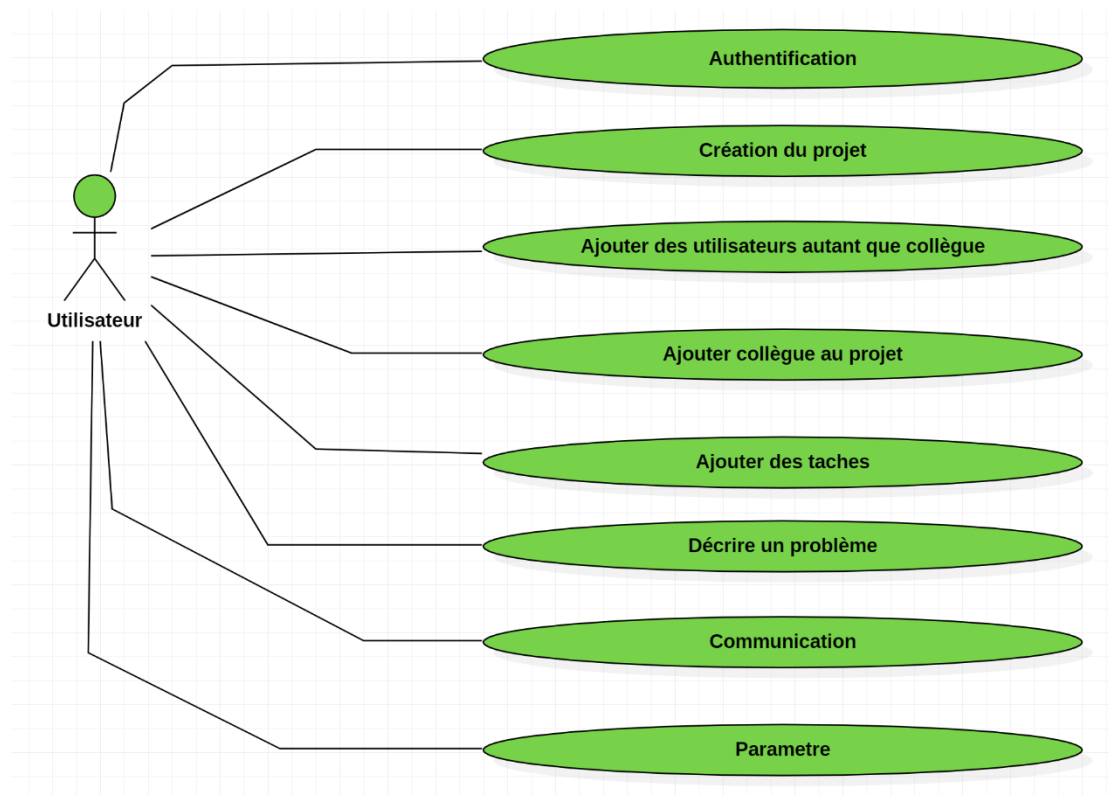 Authentification
Création du projet
Ajouter des utilisateurs autant que collègue
Utilisateur
Ajouter collègue au projet
Ajouter des taches
Décrire un problème
Communication
Parametre